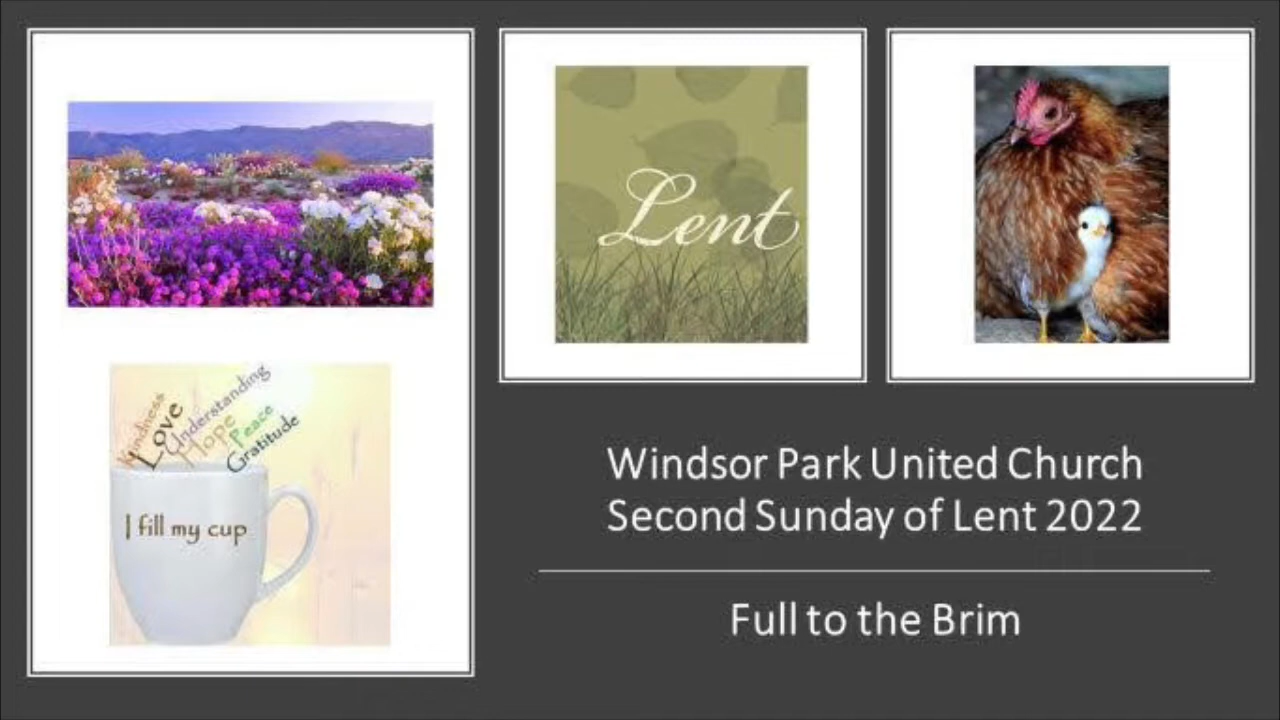 Lent
Kindness
Love
Understanding
Hope
Peace
Gratitude
I fill my cup
Windsor Park United Church
Second Sunday of Lent 2022
Full to the Brim